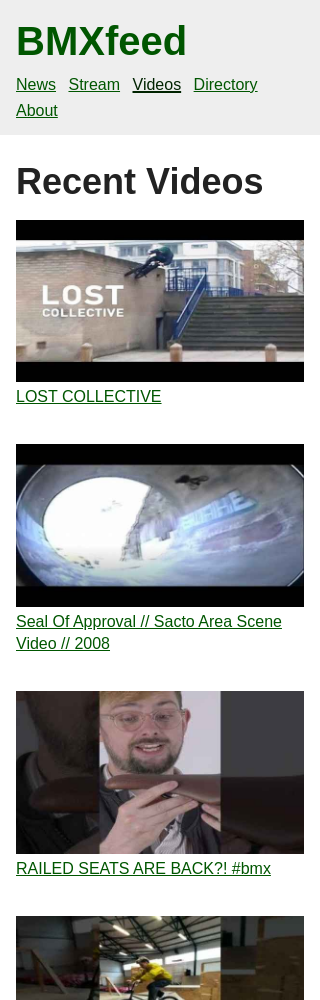 BMXfeed
News Stream Videos Directory
About
Recent Videos
LOST
COLLECTIVE
LOST COLLECTIVE
Seal Of Approval // Sacto Area Scene
Video // 2008
RAILED SEATS ARE BACK?! #bmx